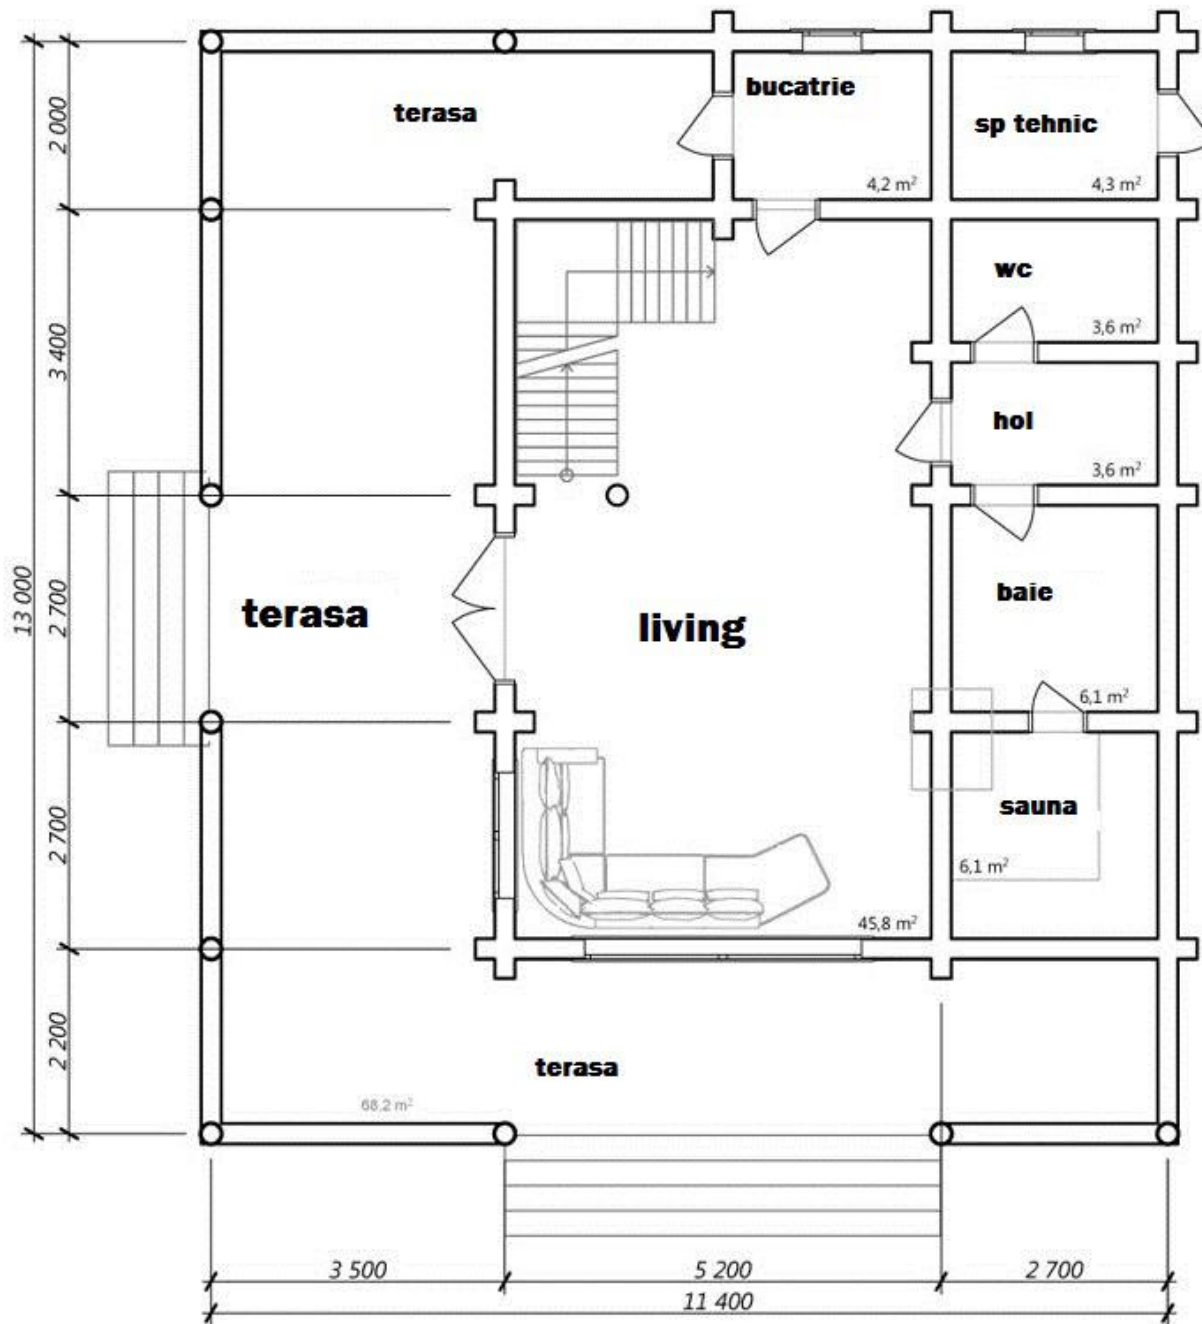 bucatrie
terasa
sp tehnic
2 000
4,2 m²
4,3 m²
wc
3,6 m²
3 400
hol
3,6 m²
13 000
2 700
terasa
living
baie
6,1 m²
2 700
sauna
6,1 m²
45,8 m²
2 200
terasa
68,2 m²
3 500
5 200
2 700
11 400